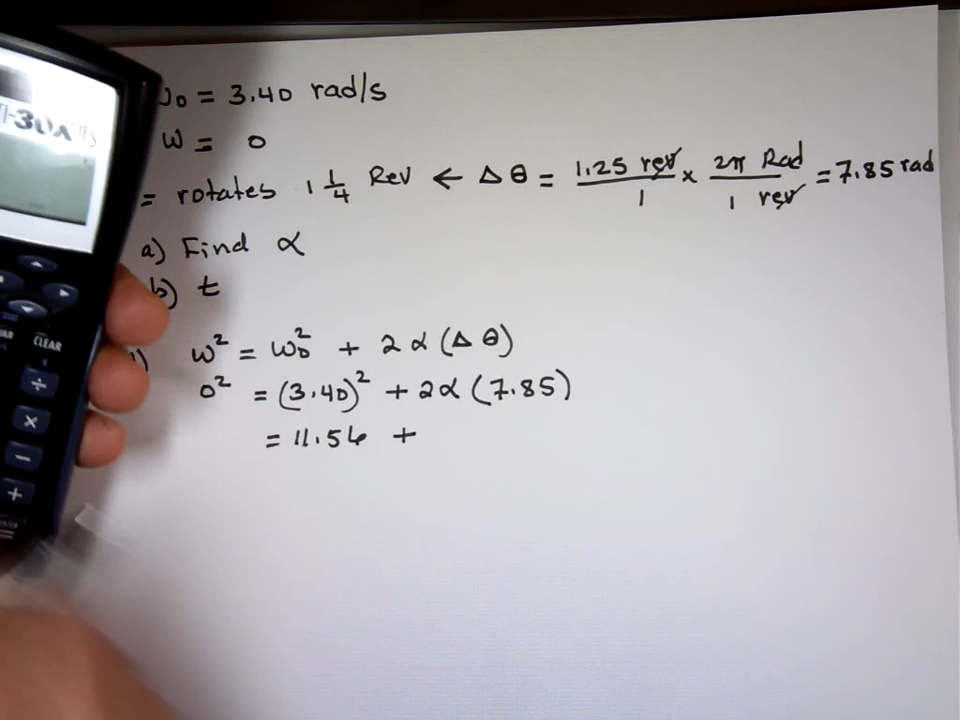 ω₀ = 3.40 rad/s
ω = 0
= rotates 1 1/4 Rev ← Δθ = 1.25 rev/1 × 2π Rad/1 rev = 7.85 rad
a) Find α
b) t
ω² = ω₀² + 2α(Δθ)
0² = (3.40)² + 2α(7.85)
= 11.56 +
CLEAR
÷
×
−
+